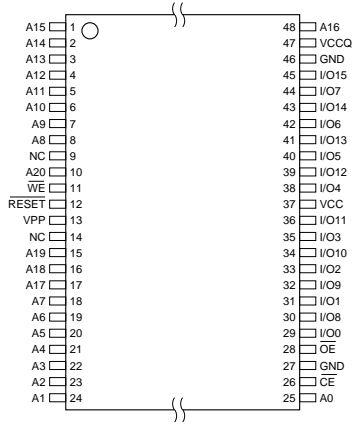 A15 1 48 A16
A14 2 47 VCCQ
A13 3 46 GND
A12 4 45 I/O15
A11 5 44 I/O7
A10 6 43 I/O14
A9 7 42 I/O6
A8 8 41 I/O13
NC 9 40 I/O5
A20 10 39 I/O12
WE 11 38 I/O4
RESET 12 37 VCC
VPP 13 36 I/O11
NC 14 35 I/O3
A19 15 34 I/O10
A18 16 33 I/O2
A17 17 32 I/O9
A7 18 31 I/O1
A6 19 30 I/O8
A5 20 29 I/O0
A4 21 28 OE
A3 22 27 GND
A2 23 26 CE
A1 24 25 A0